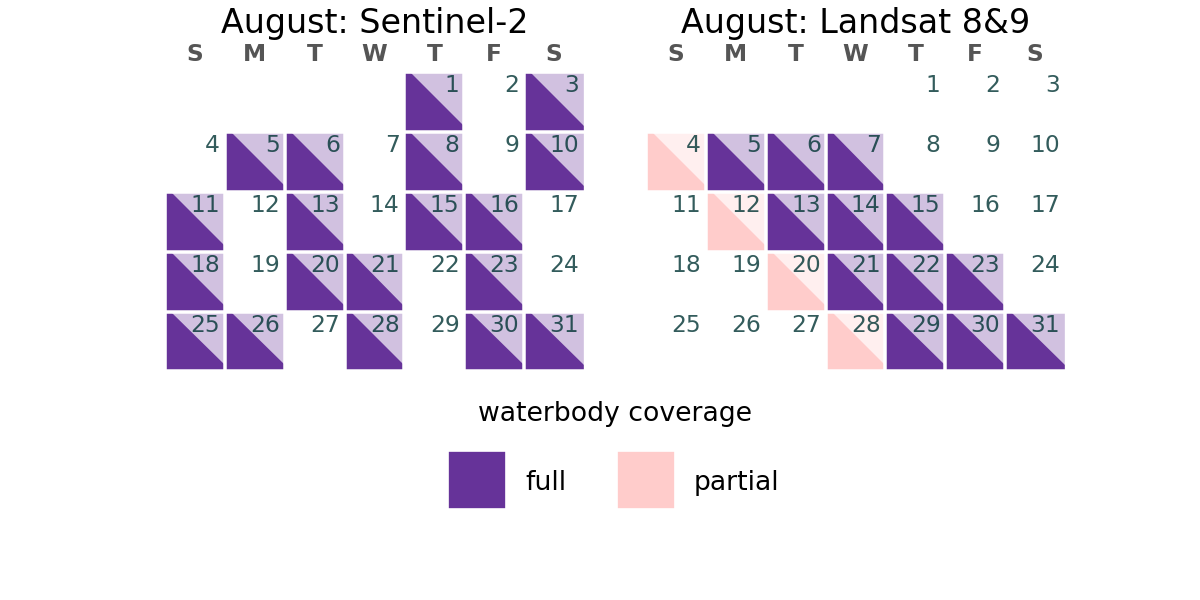 August: Sentinel-2
S M T W T F S
1 2 3
4 5 6 7 8 9 10
11 12 13 14 15 16 17
18 19 20 21 22 23 24
25 26 27 28 29 30 31
August: Landsat 8&9
S M T W T F S
1 2 3
4 5 6 7 8 9 10
11 12 13 14 15 16 17
18 19 20 21 22 23 24
25 26 27 28 29 30 31
waterbody coverage
full
partial